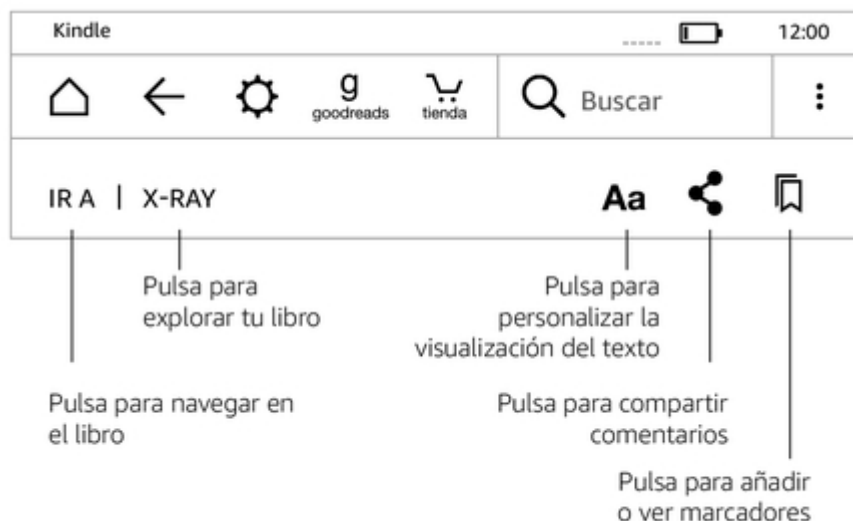 Kindle 12:00
g
goodreads tienda Buscar
IR A | X-RAY Aa
Pulsa para
explorar tu libro
Pulsa para
personalizar la
visualización del texto
Pulsa para navegar en
el libro
Pulsa para compartir
comentarios
Pulsa para añadir
o ver marcadores